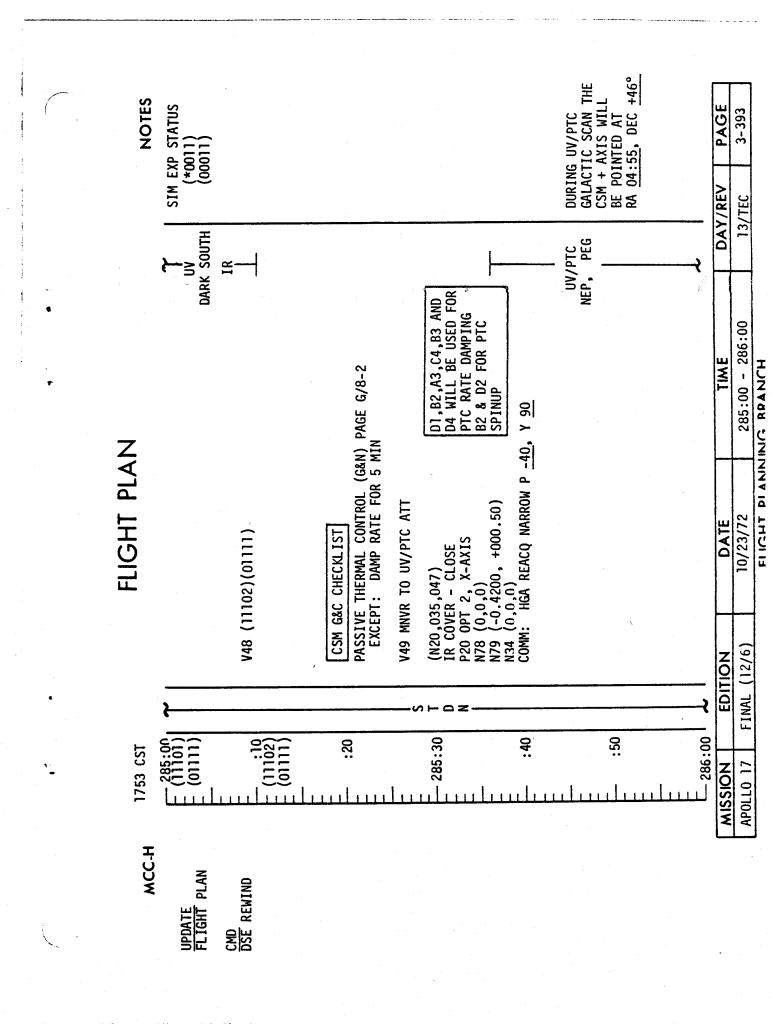 FLIGHT PLAN
MCC-H
1753 CST
NOTES
UPDATE
FLIGHT PLAN
CMD
DSE REWIND
285:00
(11101)
(01111)
:10
(11102)
(01111)
:20
285:30
:40
:50
286:00
S
T
D
N
V48 (11102)(01111)
CSM G&C CHECKLIST
PASSIVE THERMAL CONTROL (G&N) PAGE G/8-2
EXCEPT: DAMP RATE FOR 5 MIN
V49 MNVR TO UV/PTC ATT
(N20,035,047)
IR COVER - CLOSE
P20 OPT 2, X-AXIS
N78 (0,0,0)
N79 (-0.4200, +000.50)
N34 (0,0,0)
COMM: HGA REACQ NARROW P -40, Y 90
D1,B2,A3,C4,B3 AND
D4 WILL BE USED FOR
PTC RATE DAMPING
B2 & D2 FOR PTC
SPINUP
UV
DARK SOUTH
IR
UV/PTC
NEP, PEG
SIM EXP STATUS
(*0011)
(00011)
DURING UV/PTC
GALACTIC SCAN THE
CSM + AXIS WILL
BE POINTED AT
RA 04:55, DEC +46°
MISSION EDITION DATE TIME DAY/REV PAGE
APOLLO 17 FINAL (12/6) 10/23/72 285:00 - 286:00 13/TEC 3-393
FLIGHT PLANNING BRANCH